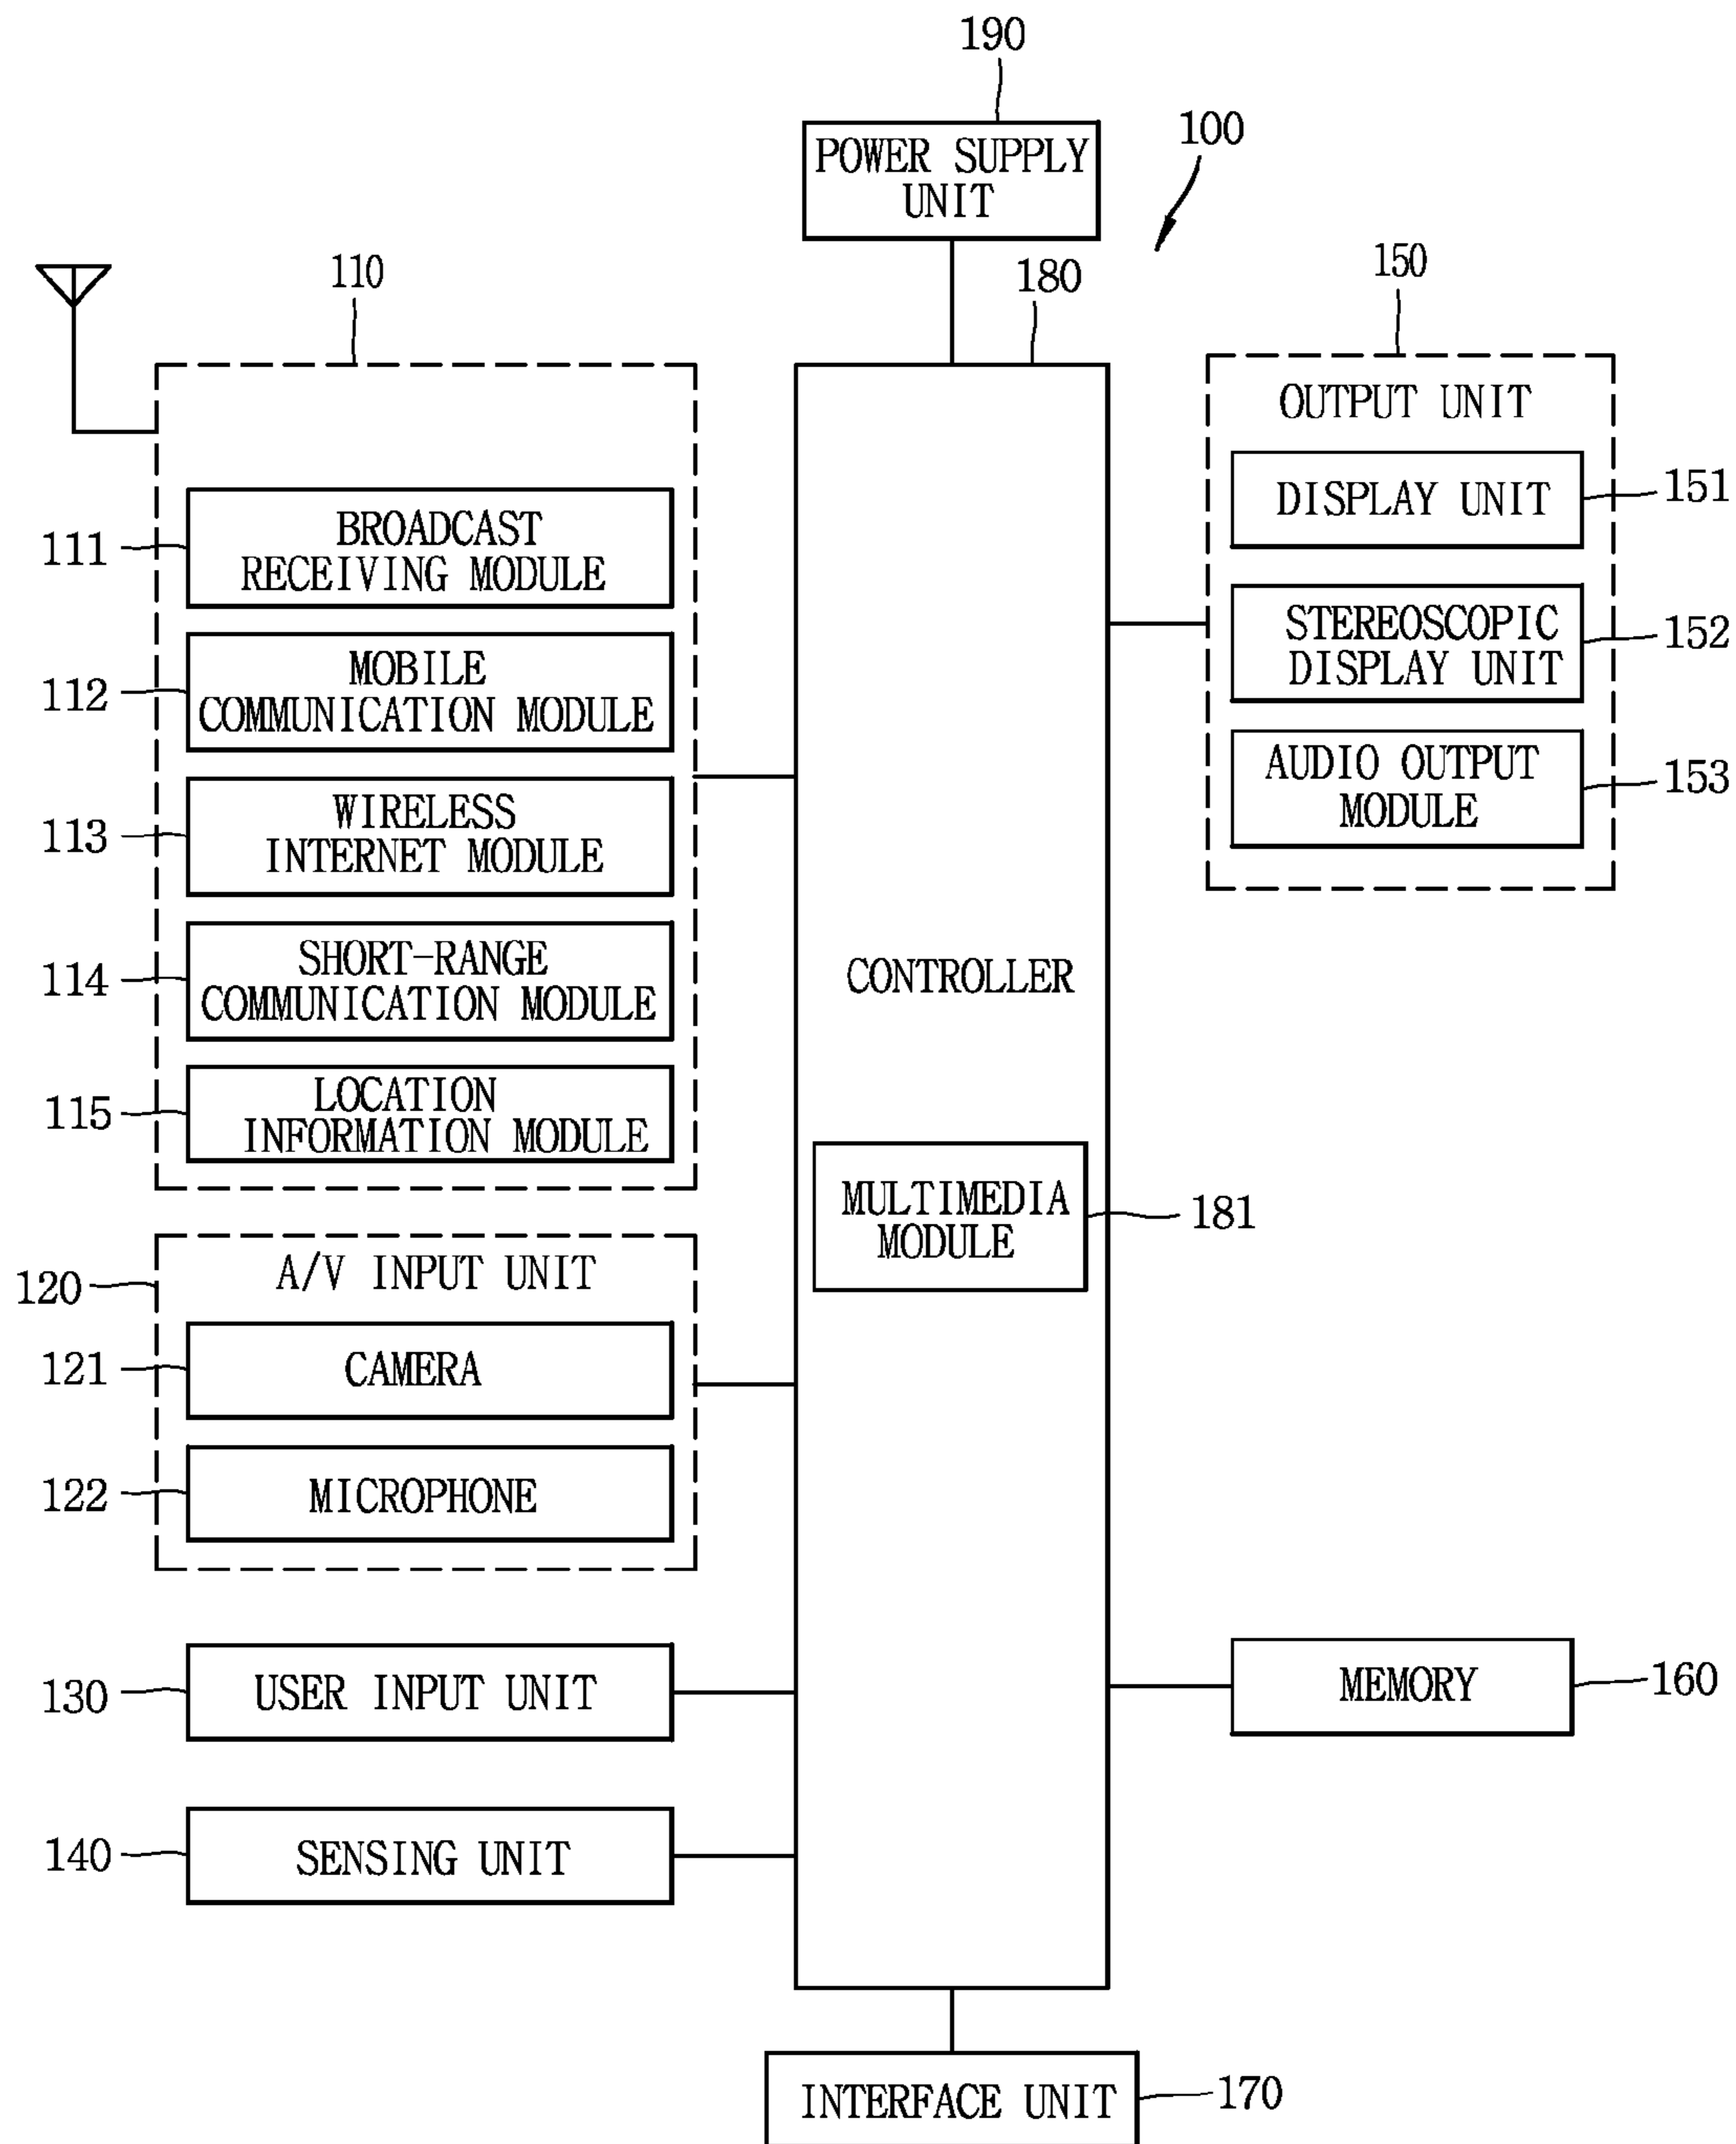 190
POWER SUPPLY
UNIT
100
110
180
150
OUTPUT UNIT
DISPLAY UNIT
151
STEREOSCOPIC
DISPLAY UNIT
152
AUDIO OUTPUT
MODULE
153
111
BROADCAST
RECEIVING MODULE
112
MOBILE
COMMUNICATION MODULE
113
WIRELESS
INTERNET MODULE
114
SHORT-RANGE
COMMUNICATION MODULE
115
LOCATION
INFORMATION MODULE
CONTROLLER
MULTIMEDIA
MODULE
181
120
A/V INPUT UNIT
121
CAMERA
122
MICROPHONE
130
USER INPUT UNIT
140
SENSING UNIT
MEMORY
160
INTERFACE UNIT
170